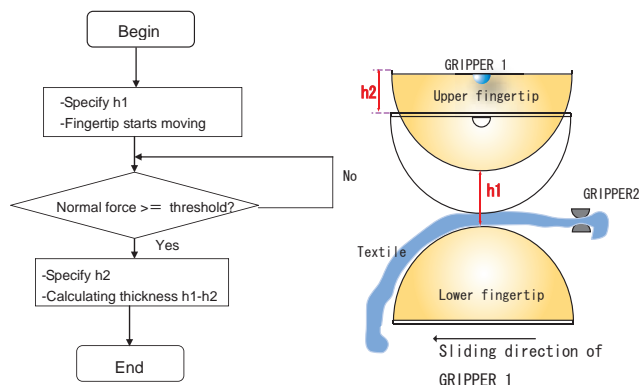 Begin
-Specify h1
-Fingertip starts moving
No
Normal force >= threshold?
Yes
-Specify h2
-Calculating thickness h1-h2
End
GRIPPER 1
h2
Upper fingertip
h1
GRIPPER2
Textile
Lower fingertip
Sliding direction of
GRIPPER 1